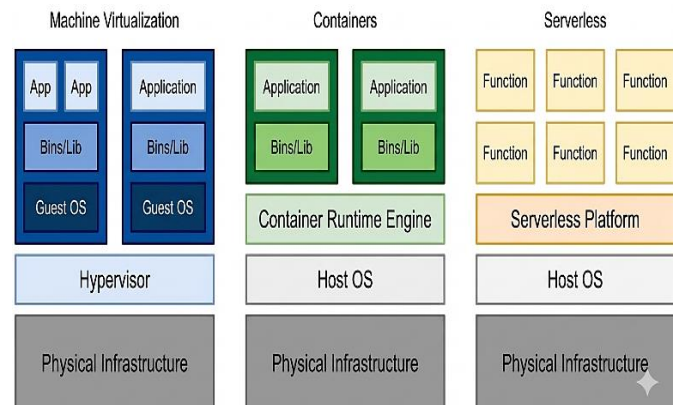 Machine Virtualization
Containers
Serverless
App
App
Application
Bins/Lib
Bins/Lib
Guest OS
Guest OS
Hypervisor
Physical Infrastructure
Application
Application
Bins/Lib
Bins/Lib
Container Runtime Engine
Host OS
Physical Infrastructure
Function
Function
Function
Function
Function
Function
Serverless Platform
Host OS
Physical Infrastructure